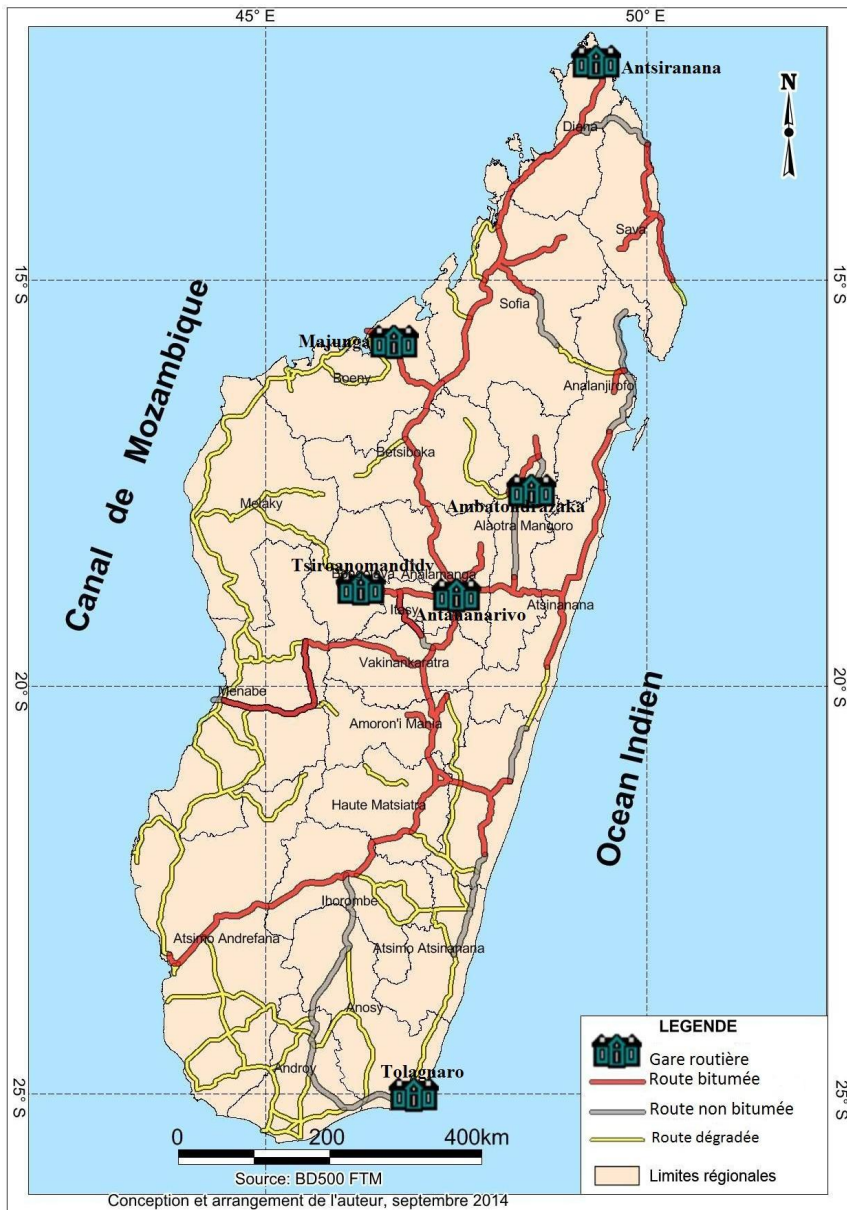 45° E
50° E
N
Antsiranana
Diana
Sava
15° S
15° S
Sofia
Canal de Mozambique
Majunga
Boeny
Analanjirofo
Betsiboka
Melaky
Ambatondrazaka
Alaotra Mangoro
Tsiroanomandidy
Analamanga
Itasy
Antananarivo
Atsinanana
Vakinankaratra
20° S
20° S
Menabe
Amoron'i Mania
Ocean Indien
Haute Matsiatra
Ihorombe
Atsimo Andrefana
Atsimo Atsinanana
Anosy
Androy
Tolagnaro
25° S
25° S
LEGENDE
Gare routière
Route bitumée
Route non bitumée
Route dégradée
Limites régionales
0 200 400km
Source: BD500 FTM
Conception et arrangement de l'auteur, septembre 2014